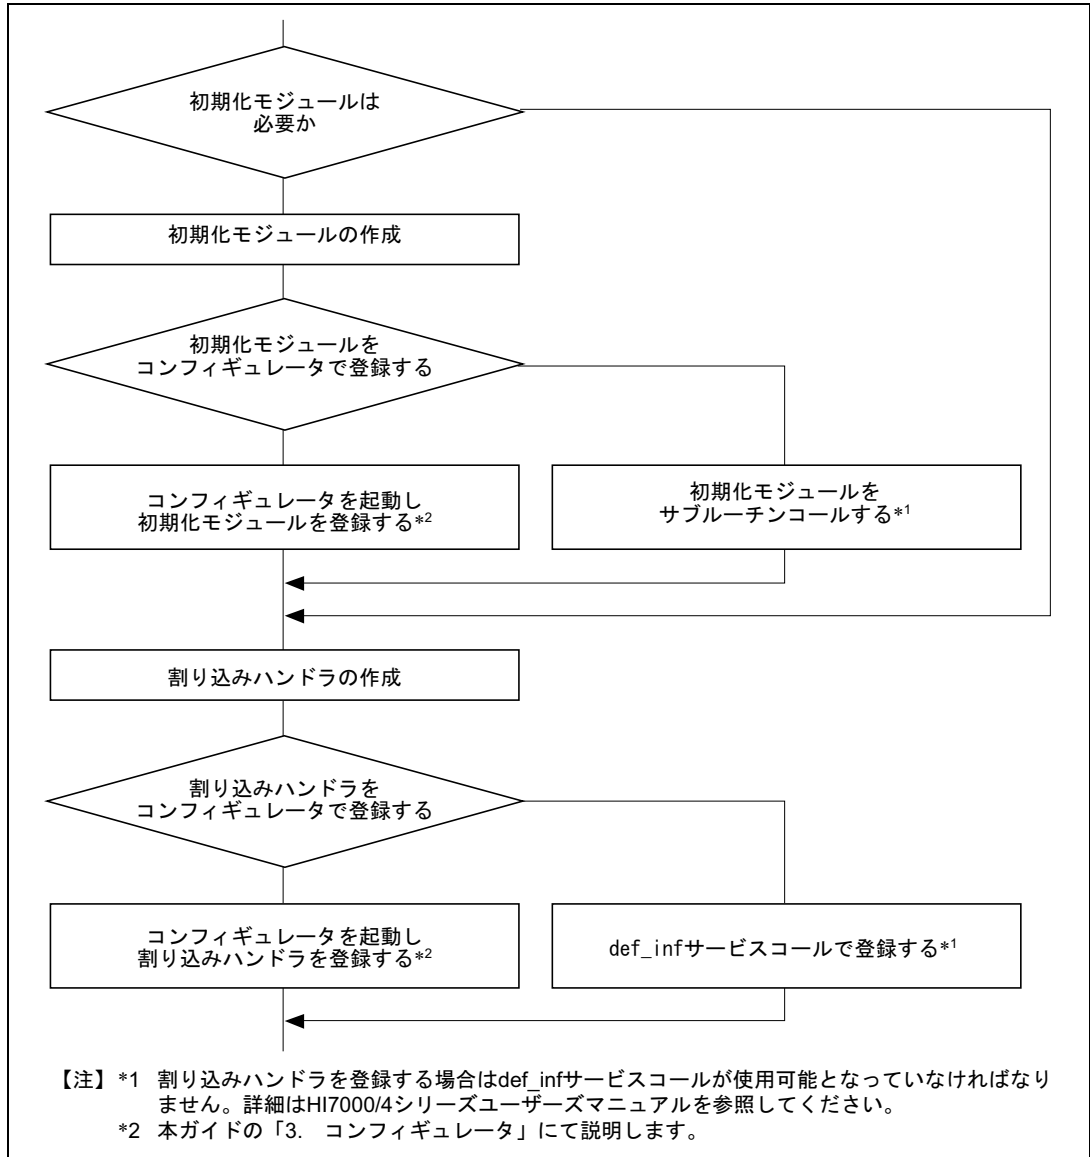 初期化モジュールは
必要か
初期化モジュールの作成
初期化モジュールを
コンフィギュレータで登録する
コンフィギュレータを起動し
初期化モジュールを登録する*2
初期化モジュールを
サブルーチンコールする*1
割り込みハンドラの作成
割り込みハンドラを
コンフィギュレータで登録する
コンフィギュレータを起動し
割り込みハンドラを登録する*2
def_infサービスコールで登録する*1
【注】*1 割り込みハンドラを登録する場合はdef_infサービスコールが使用可能となっていなければなり
ません。詳細はHI7000/4シリーズユーザーズマニュアルを参照してください。
*2 本ガイドの「3. コンフィギュレータ」にて説明します。